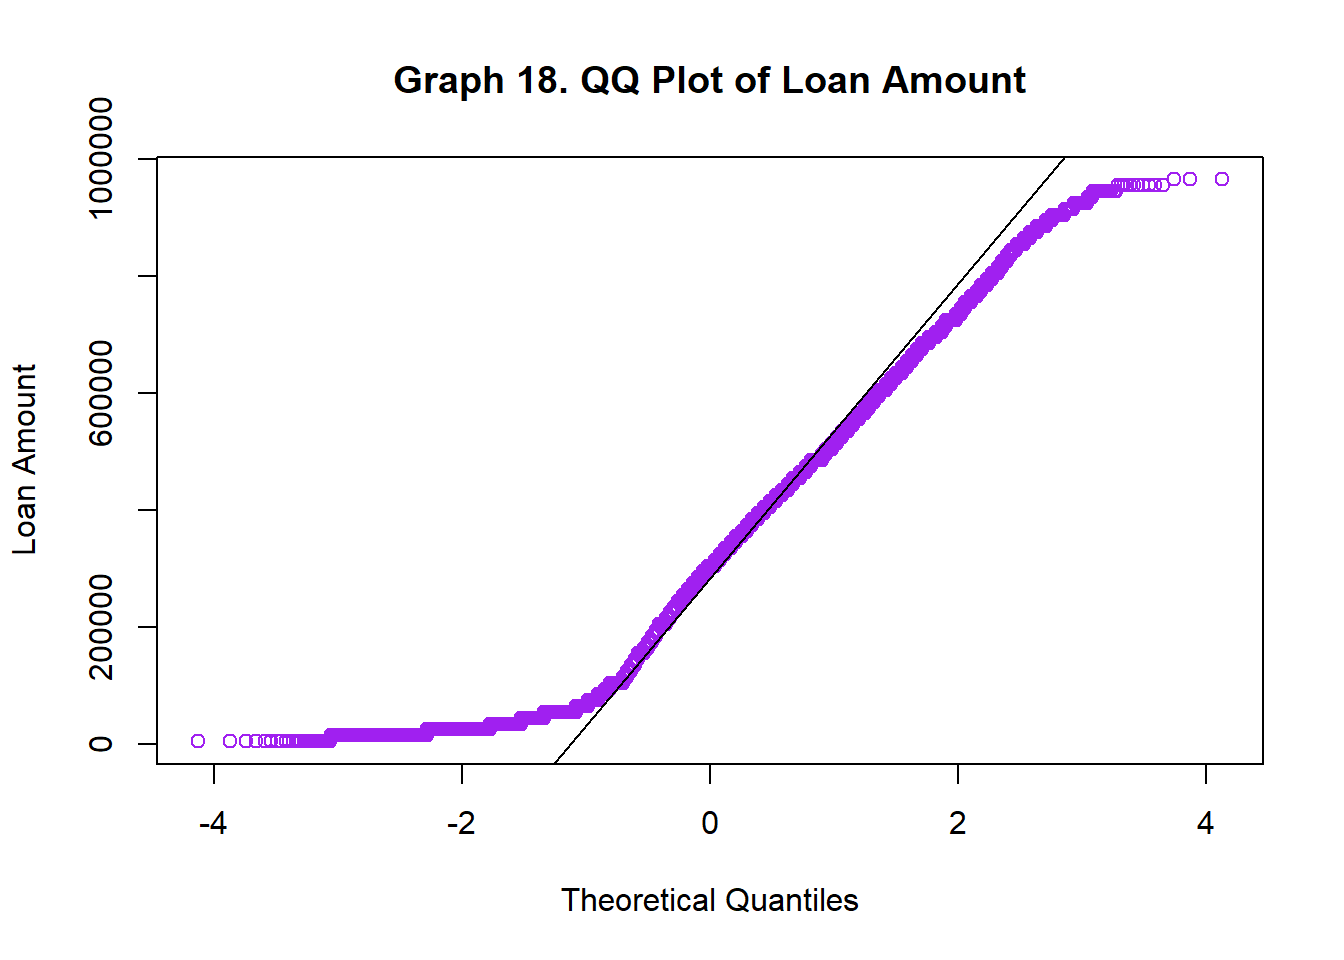 Graph 18. QQ Plot of Loan Amount
1000000
600000
200000
0
Loan Amount
-4 -2 0 2 4
Theoretical Quantiles